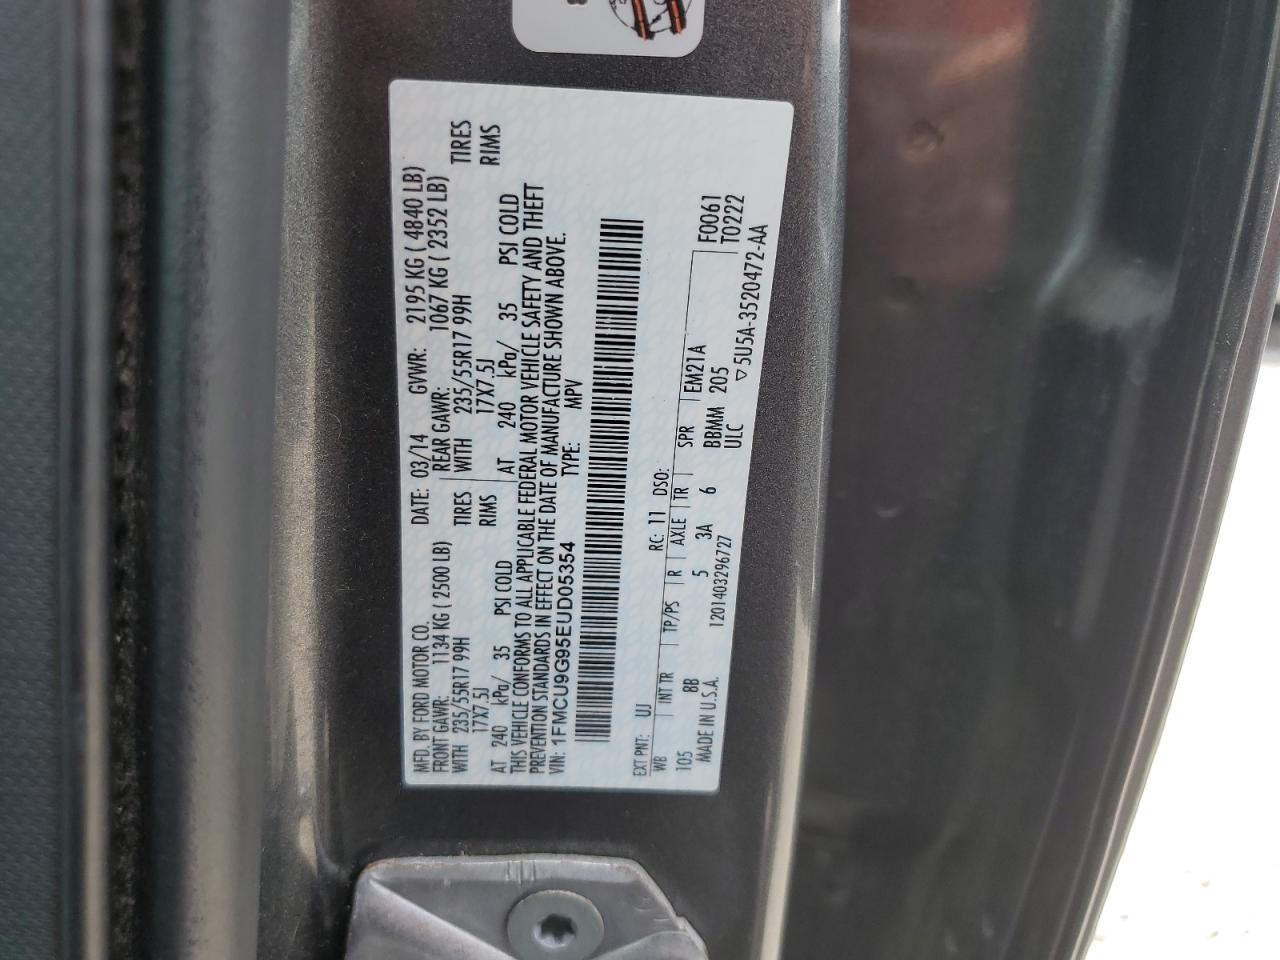 MFD. BY FORD MOTOR CO. DATE: 03/14 GVWR: 2195 KG ( 4840 LB)
FRONT GAWR: 1134 KG ( 2500 LB) REAR GAWR: 1067 KG ( 2352 LB)
WITH 235/55R17 99H TIRES WITH 235/55R17 99H TIRES
17X7.5J RIMS 17X7.5J RIMS
AT 240 kPa/ 35 PSI COLD AT 240 kPa/ 35 PSI COLD
THIS VEHICLE CONFORMS TO ALL APPLICABLE FEDERAL MOTOR VEHICLE SAFETY AND THEFT
PREVENTION STANDARDS IN EFFECT ON THE DATE OF MANUFACTURE SHOWN ABOVE.
VIN: 1FMCU9G95EUD05354 TYPE: MPV
EXT PNT: UJ RC: 11 DSO:
WB INT TR TP/PS R AXLE TR SPR EM21A F0061
105 8B 5 3A 6 BBMM 205 T0222
MADE IN U.S.A. 1201403296727 ULC ▽5U5A-3520472-AA